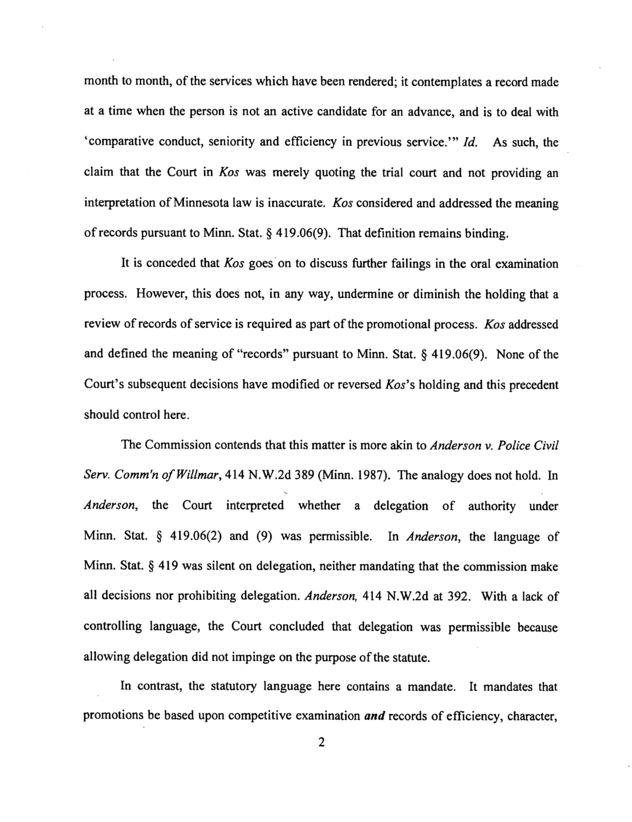 month to month, of the services which have been rendered; it contemplates a record made
at a time when the person is not an active candidate for an advance, and is to deal with
‘comparative conduct, seniority and efficiency in previous service.’” Id. As such, the
claim that the Court in Kos was merely quoting the trial court and not providing an
interpretation of Minnesota law is inaccurate. Kos considered and addressed the meaning
of records pursuant to Minn. Stat. § 419.06(9). That definition remains binding.
It is conceded that Kos goes on to discuss further failings in the oral examination
process. However, this does not, in any way, undermine or diminish the holding that a
review of records of service is required as part of the promotional process. Kos addressed
and defined the meaning of “records” pursuant to Minn. Stat. § 419.06(9). None of the
Court’s subsequent decisions have modified or reversed Kos’s holding and this precedent
should control here.
The Commission contends that this matter is more akin to Anderson v. Police Civil
Serv. Comm’n of Willmar, 414 N.W.2d 389 (Minn. 1987). The analogy does not hold. In
Anderson, the Court interpreted whether a delegation of authority under
Minn. Stat. § 419.06(2) and (9) was permissible. In Anderson, the language of
Minn. Stat. § 419 was silent on delegation, neither mandating that the commission make
all decisions nor prohibiting delegation. Anderson, 414 N.W.2d at 392. With a lack of
controlling language, the Court concluded that delegation was permissible because
allowing delegation did not impinge on the purpose of the statute.
In contrast, the statutory language here contains a mandate. It mandates that
promotions be based upon competitive examination and records of efficiency, character,
2